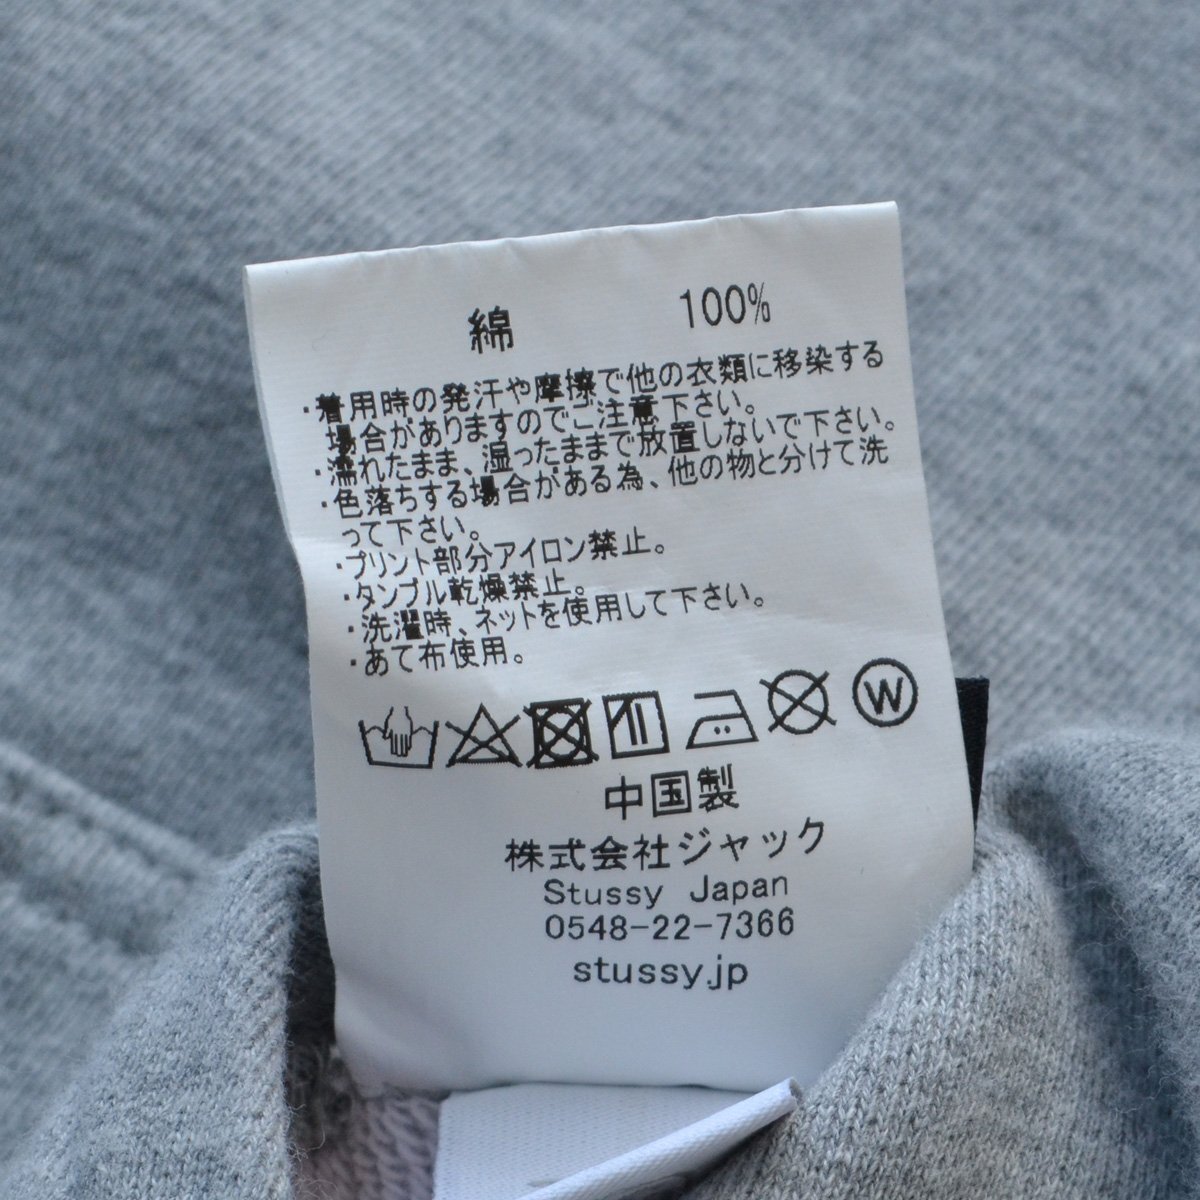 綿 100%
・着用時の発汗や摩擦で他の衣類に移染する
場合がありますのでご注意下さい。
・濡れたまま、湿ったままで放置しないで下さい。
・色落ちする場合がある為、他の物と分けて洗
って下さい。
・プリント部分アイロン禁止。
・タンブル乾燥禁止。
・洗濯時、ネットを使用して下さい。
・あて布使用。
W
中国製
株式会社ジャック
Stussy Japan
0548-22-7366
stussy.jp